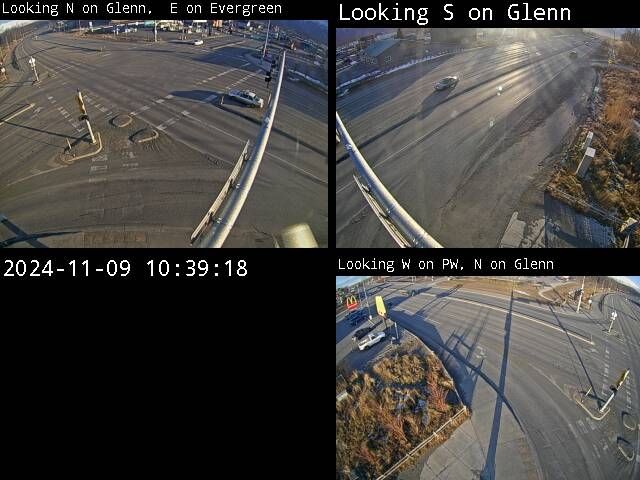 Looking N on Glenn,  E on Evergreen
Looking S on Glenn
2024-11-09 10:39:18
Looking W on PW, N on Glenn